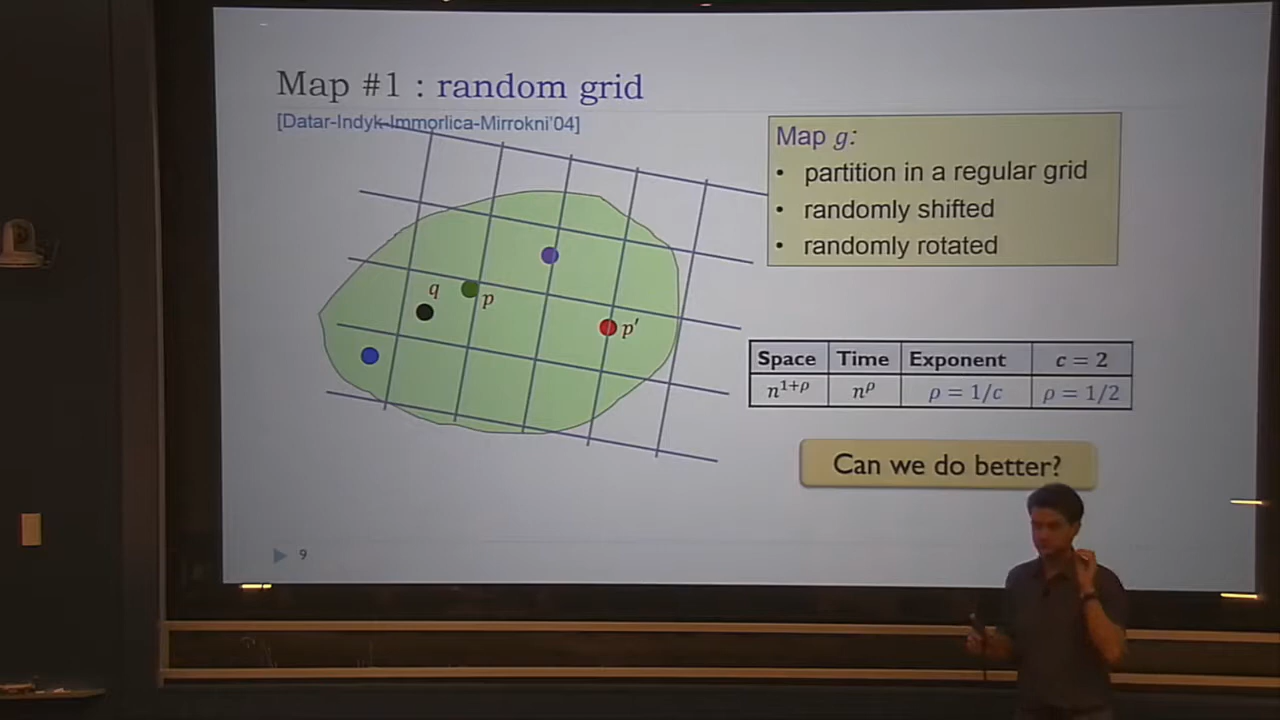 Map #1 : random grid
[Datar-Indyk-Immorlica-Mirrokni'04]
Map g:
• partition in a regular grid
• randomly shifted
• randomly rotated
q
p
p'
Space Time Exponent c = 2
n^{1+ρ} n^ρ ρ = 1/c ρ = 1/2
Can we do better?
9